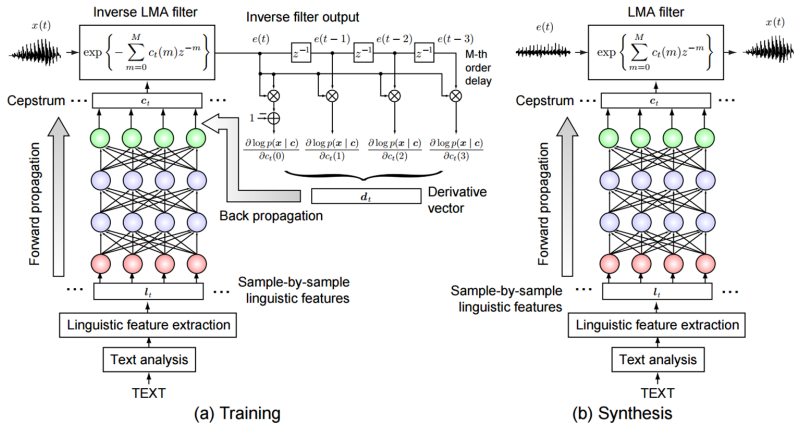 Inverse LMA filter
x(t)
exp { − ∑_{m=0}^{M} c_t(m) z^{−m} }
Inverse filter output
e(t)
z^{−1}
e(t − 1)
z^{−1}
e(t − 2)
z^{−1}
e(t − 3)
M-th
order
delay
1
−
∂ log p(x | c) / ∂c_t(0)
∂ log p(x | c) / ∂c_t(1)
∂ log p(x | c) / ∂c_t(2)
∂ log p(x | c) / ∂c_t(3)
Cepstrum ··· c_t ···
Forward propagation
Back propagation
d_t
Derivative
vector
··· l_t ···
Sample-by-sample
linguistic features
Linguistic feature extraction
Text analysis
TEXT
(a) Training
LMA filter
e(t)
exp { ∑_{m=0}^{M} c_t(m) z^{−m} }
x(t)
Cepstrum ··· c_t ···
Forward propagation
··· l_t ···
Sample-by-sample
linguistic features
Linguistic feature extraction
Text analysis
TEXT
(b) Synthesis